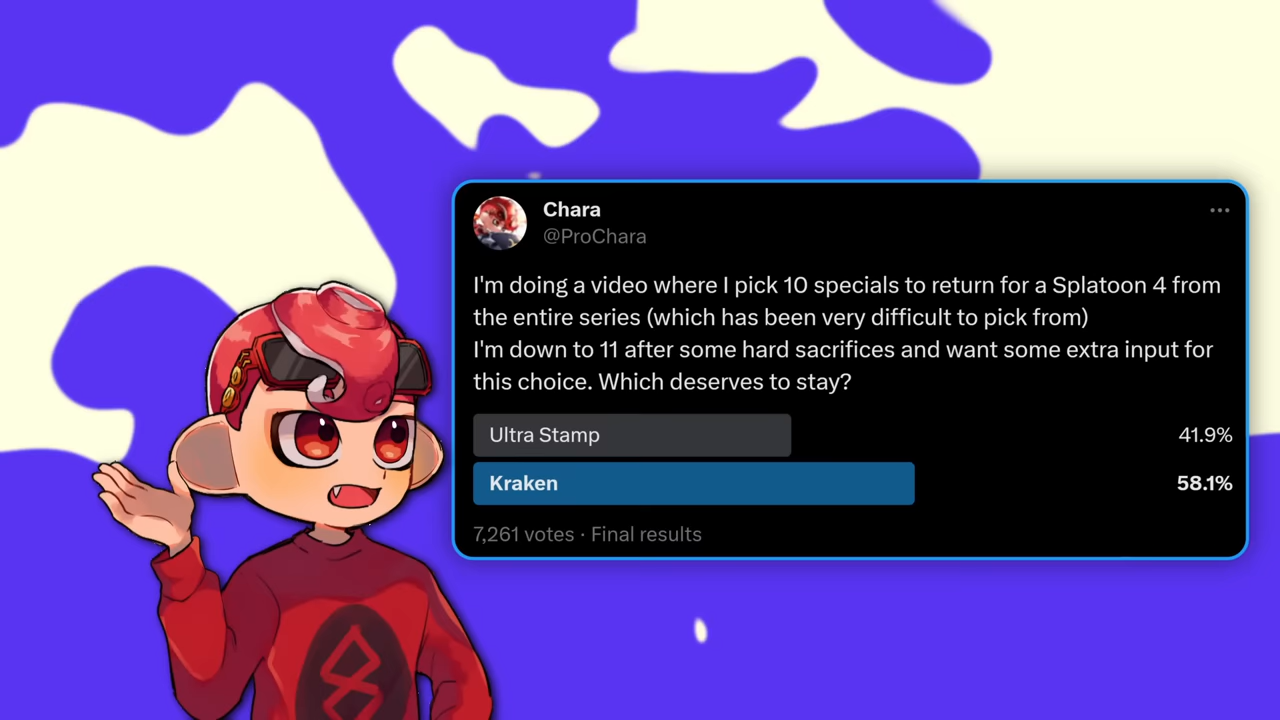 Chara
@ProChara
I'm doing a video where I pick 10 specials to return for a Splatoon 4 from
the entire series (which has been very difficult to pick from)
I'm down to 11 after some hard sacrifices and want some extra input for
this choice. Which deserves to stay?
Ultra Stamp 41.9%
Kraken 58.1%
7,261 votes · Final results